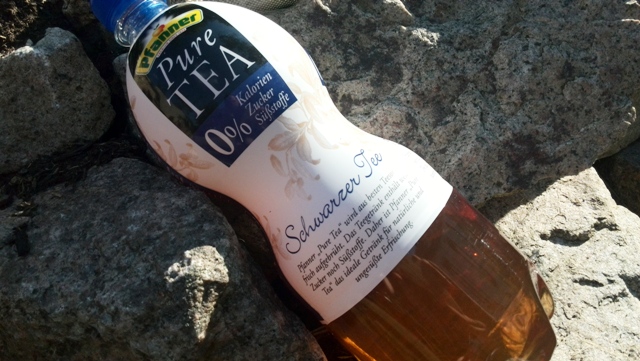 Pfanner
Pure
TEA
0%
Kalorien
Zucker
Süßstoffe
Schwarzer Tee
Pfanner „Pure Tea“ wird aus besten
frisch aufgebrüht. Das Teegetränk enthält
Zucker noch Süßstoffe. Daher ist Pfanner
Tea“ das ideale Getränk für natürliche und
ungesüßte Erfrischung.